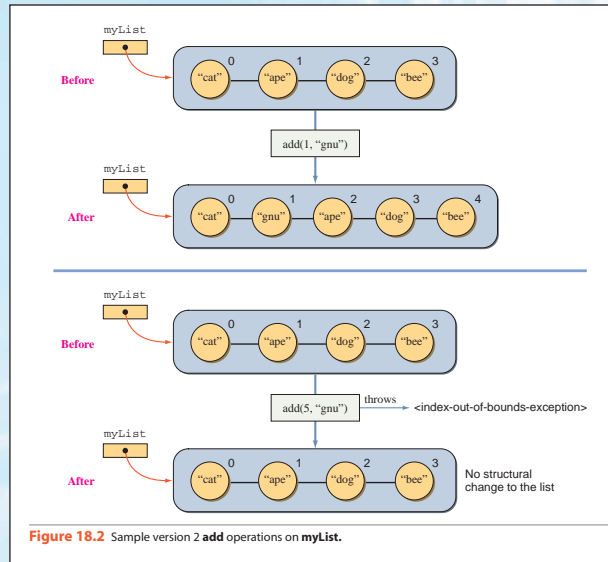 myList
0 1 2 3
Before “cat” “ape” “dog” “bee”
add(1, “gnu”)
myList
0 1 2 3 4
After “cat” “gnu” “ape” “dog” “bee”
myList
0 1 2 3
Before “cat” “ape” “dog” “bee”
add(5, “gnu”) throws <index-out-of-bounds-exception>
myList
0 1 2 3
After “cat” “ape” “dog” “bee”
No structural
change to the list
Figure 18.2 Sample version 2 add operations on myList.